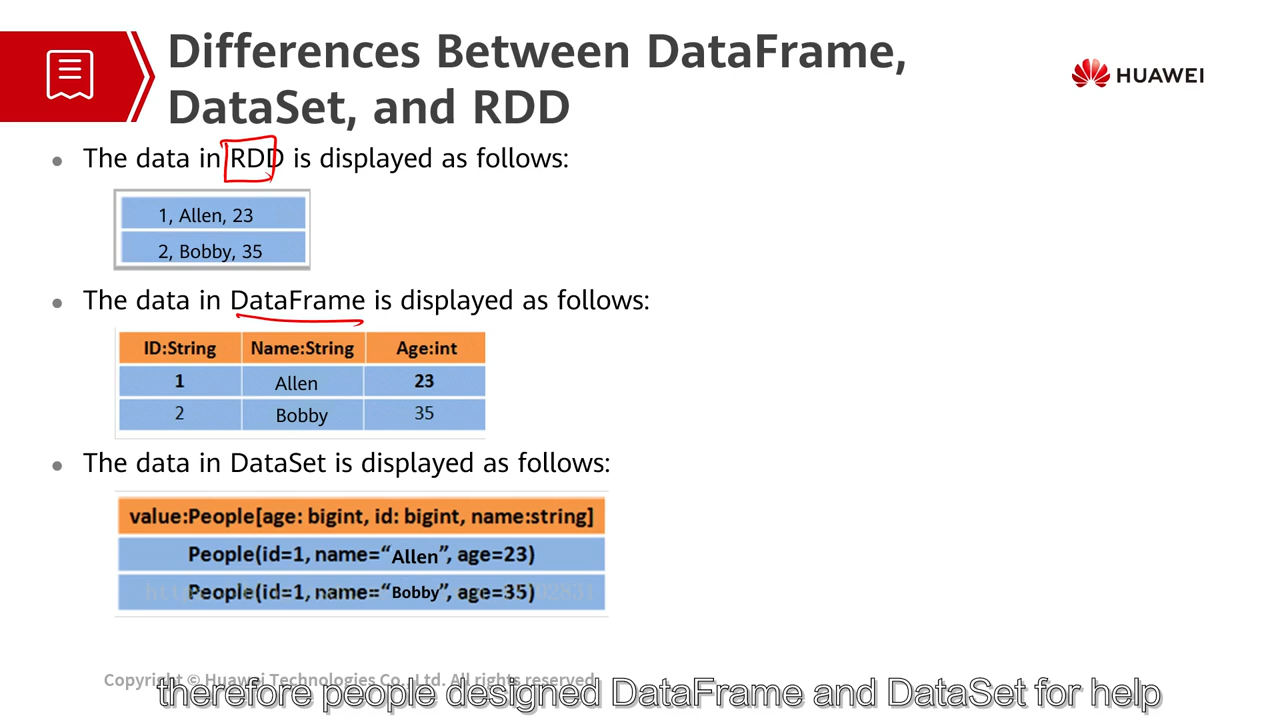 Differences Between DataFrame,
DataSet, and RDD
HUAWEI
The data in RDD is displayed as follows:
1, Allen, 23
2, Bobby, 35
The data in DataFrame is displayed as follows:
ID:String Name:String Age:int
1 Allen 23
2 Bobby 35
The data in DataSet is displayed as follows:
value:People[age: bigint, id: bigint, name:string]
People(id=1, name=“Allen”, age=23)
People(id=1, name=“Bobby”, age=35)
Copyright © Huawei Technologies Co., Ltd. All rights reserved.
therefore people designed DataFrame and DataSet for help